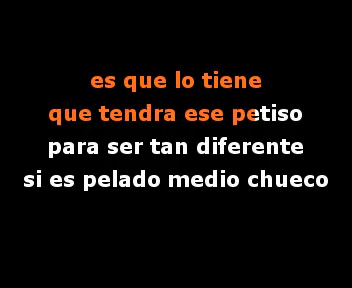 es que lo tiene
que tendra ese petiso
para ser tan diferente
si es pelado medio chueco